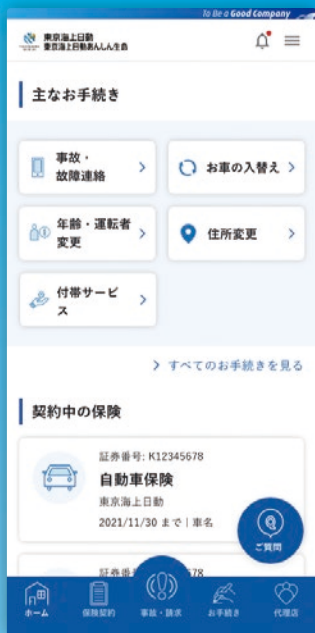 To Be a Good Company
東京海上日動
東京海上日動あんしん生命
主なお手続き
事故・
故障連絡
お車の入替え
年齢・運転者
変更
住所変更
付帯サービ
ス
すべてのお手続きを見る
契約中の保険
証券番号: K12345678
自動車保険
東京海上日動
2021/11/30 まで | 車名
ご質問
証券番
578
ホーム
保険契約
事故・請求
お手続き
代理店